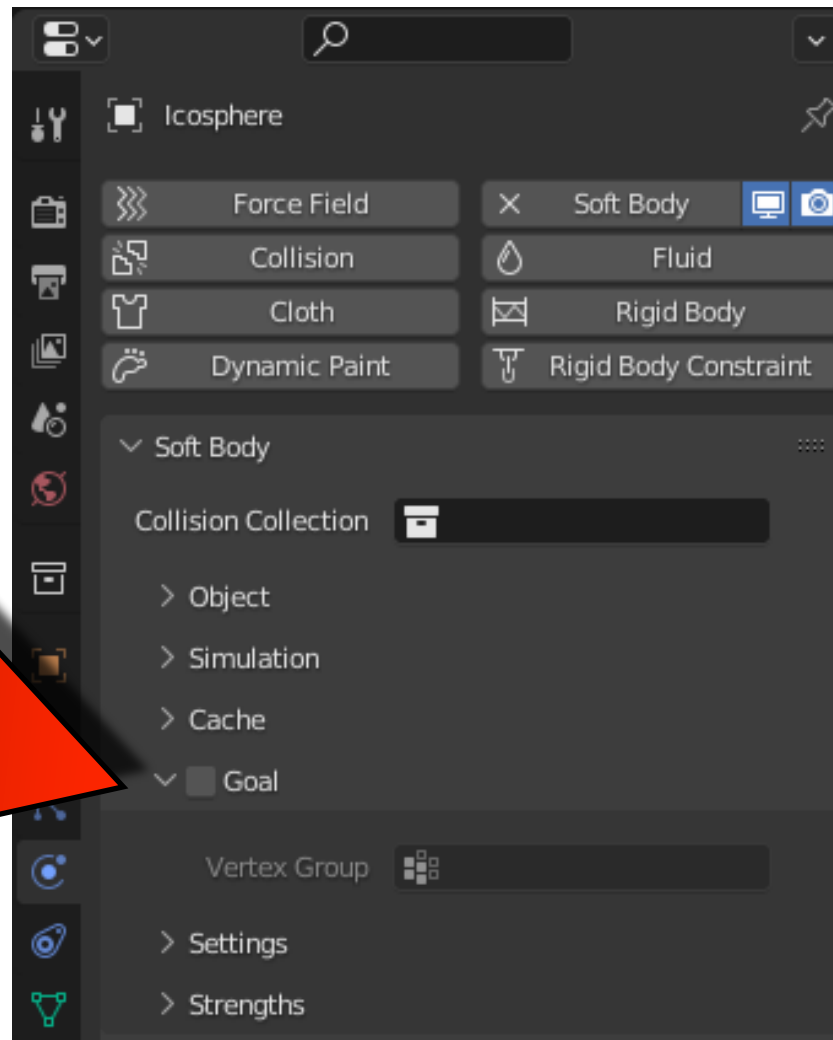 Icosphere
Force Field
Soft Body
Collision
Fluid
Cloth
Rigid Body
Dynamic Paint
Rigid Body Constraint
Soft Body
Collision Collection
Object
Simulation
Cache
Goal
Vertex Group
Settings
Strengths